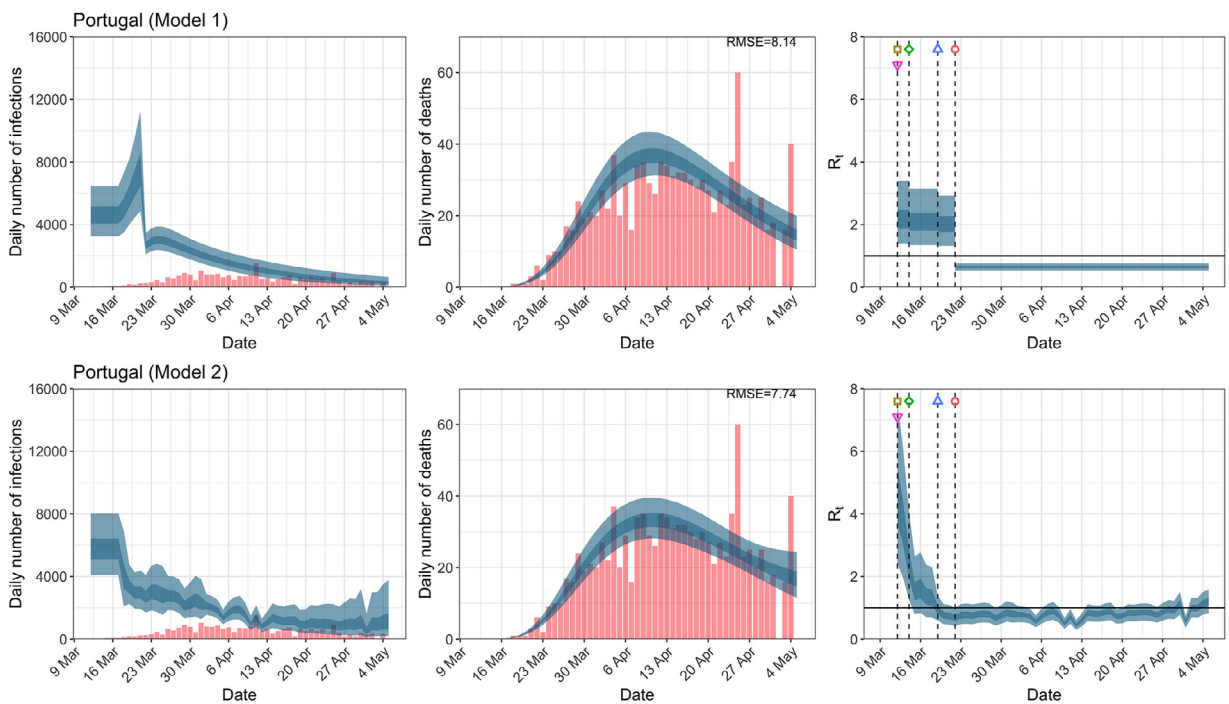 Portugal (Model 1)
Daily number of infections
16000
12000
8000
4000
0
9 Mar
16 Mar
23 Mar
30 Mar
6 Apr
13 Apr
20 Apr
27 Apr
4 May
Date
RMSE=8.14
Daily number of deaths
60
40
20
0
9 Mar
16 Mar
23 Mar
30 Mar
6 Apr
13 Apr
20 Apr
27 Apr
4 May
Date
Rt
8
6
4
2
0
9 Mar
16 Mar
23 Mar
30 Mar
6 Apr
13 Apr
20 Apr
27 Apr
4 May
Date
Portugal (Model 2)
Daily number of infections
16000
12000
8000
4000
0
9 Mar
16 Mar
23 Mar
30 Mar
6 Apr
13 Apr
20 Apr
27 Apr
4 May
Date
RMSE=7.74
Daily number of deaths
60
40
20
0
9 Mar
16 Mar
23 Mar
30 Mar
6 Apr
13 Apr
20 Apr
27 Apr
4 May
Date
Rt
8
6
4
2
0
9 Mar
16 Mar
23 Mar
30 Mar
6 Apr
13 Apr
20 Apr
27 Apr
4 May
Date